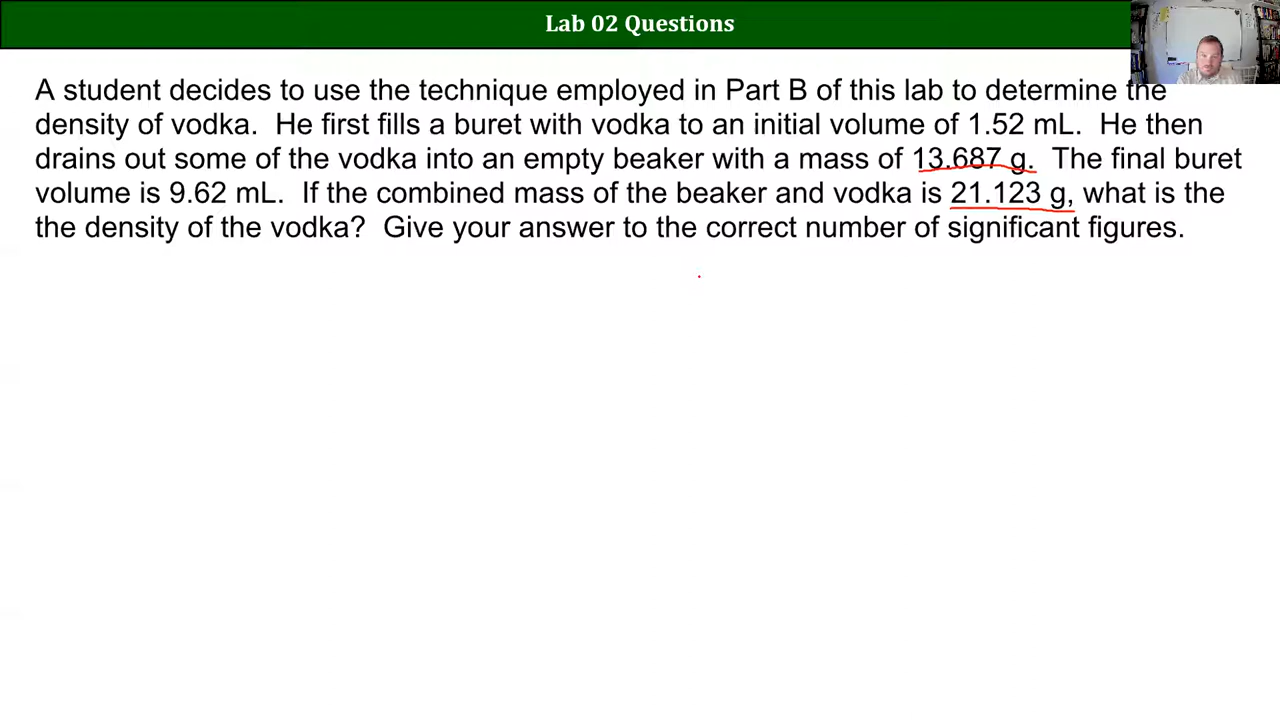 Lab 02 Questions
A student decides to use the technique employed in Part B of this lab to determine the
density of vodka.  He first fills a buret with vodka to an initial volume of 1.52 mL.  He then
drains out some of the vodka into an empty beaker with a mass of 13.687 g.  The final buret
volume is 9.62 mL.  If the combined mass of the beaker and vodka is 21.123 g, what is the
the density of the vodka?  Give your answer to the correct number of significant figures.